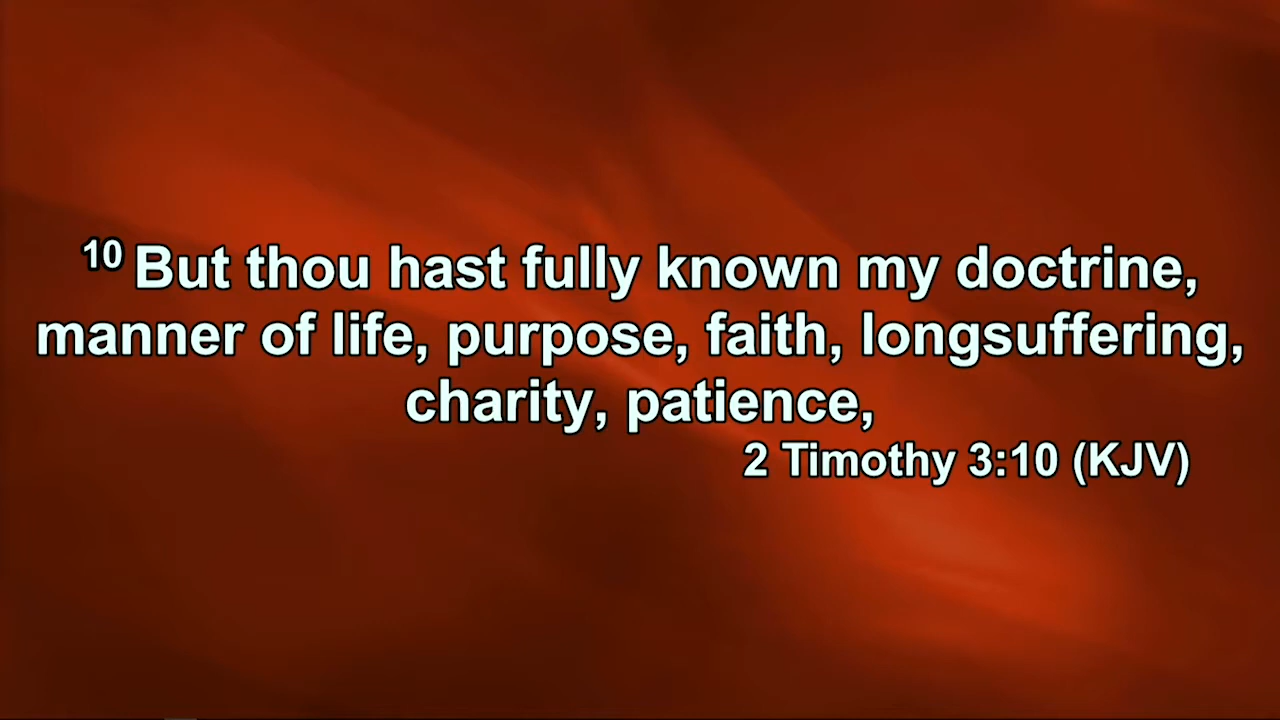 10 But thou hast fully known my doctrine,
manner of life, purpose, faith, longsuffering,
charity, patience,
2 Timothy 3:10 (KJV)